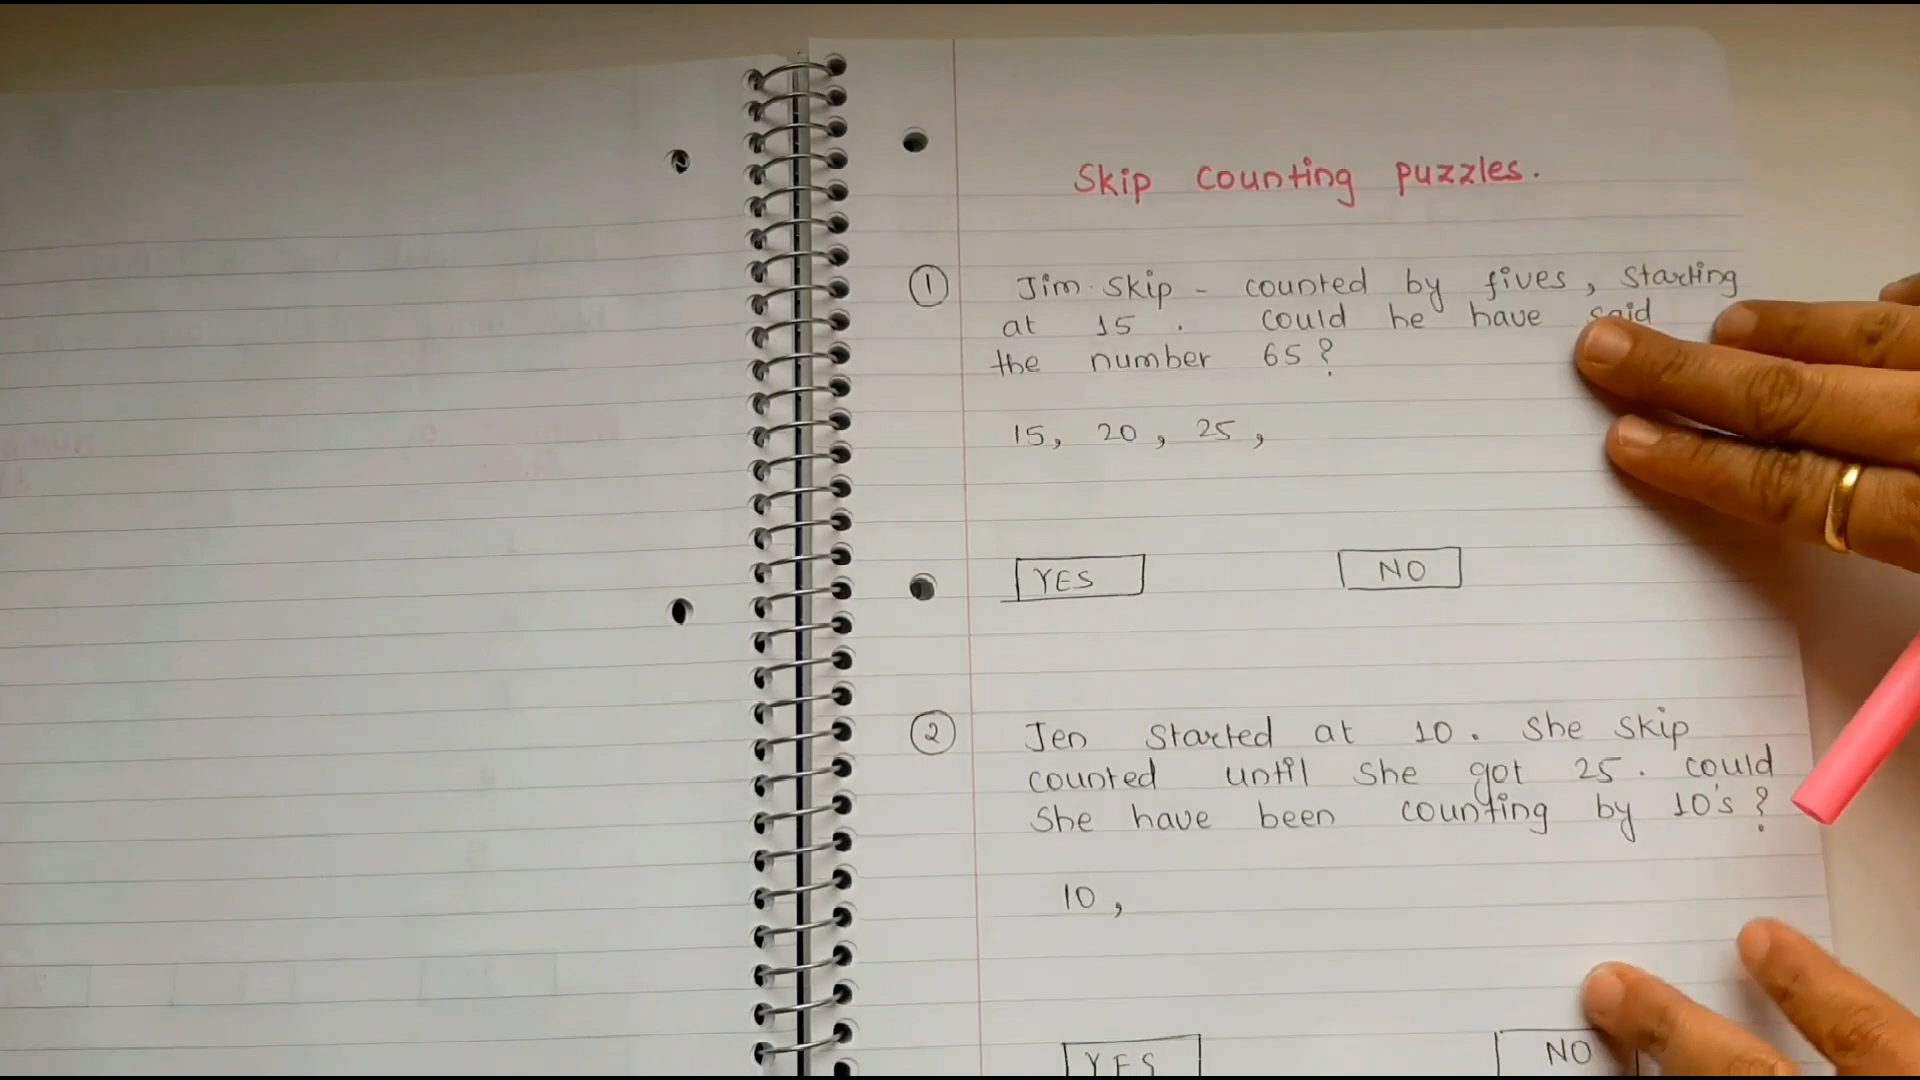 Skip counting puzzles.
1 Jim skip - counted by fives, starting
at 15. Could he have said
the number 65?
15, 20, 25,
YES NO
2 Jen started at 10. She skip
counted until she got 25. Could
she have been counting by 10's?
10,
YES NO